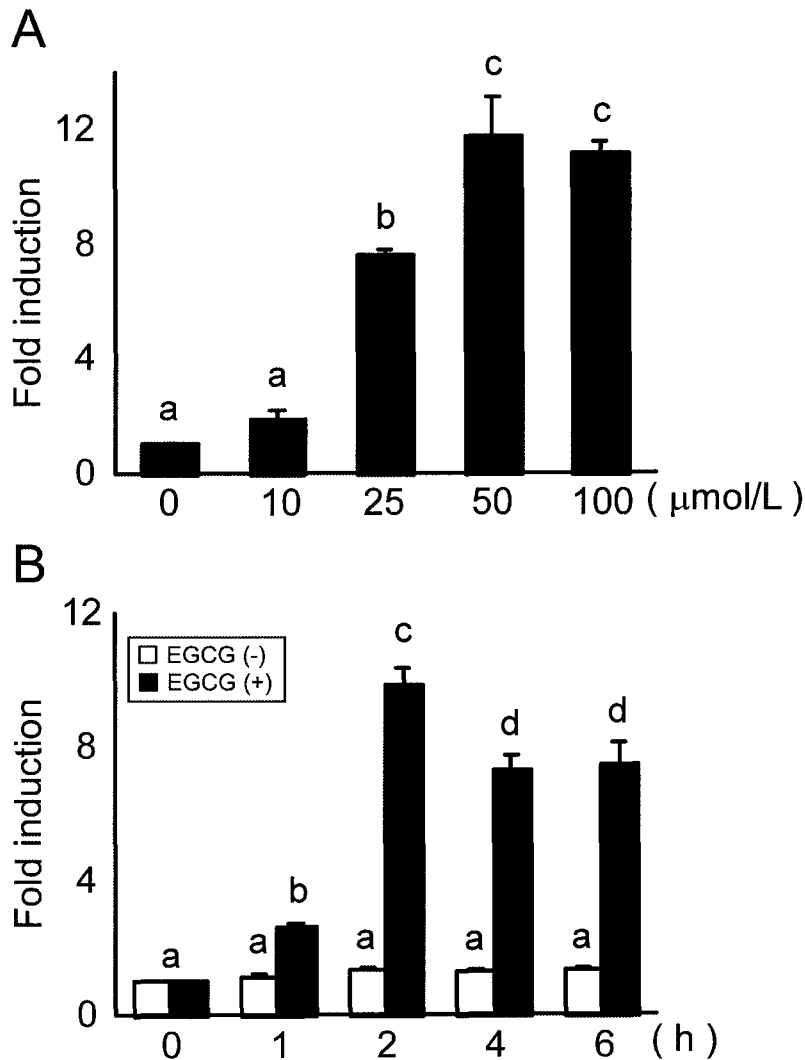 A
Fold induction
12
8
4
0
a
a
b
c
c
0 10 25 50 100 ( μmol/L )
B
Fold induction
12
8
4
0
EGCG (-)
EGCG (+)
a
a
b
a
c
a
d
a
d
0 1 2 4 6 ( h )